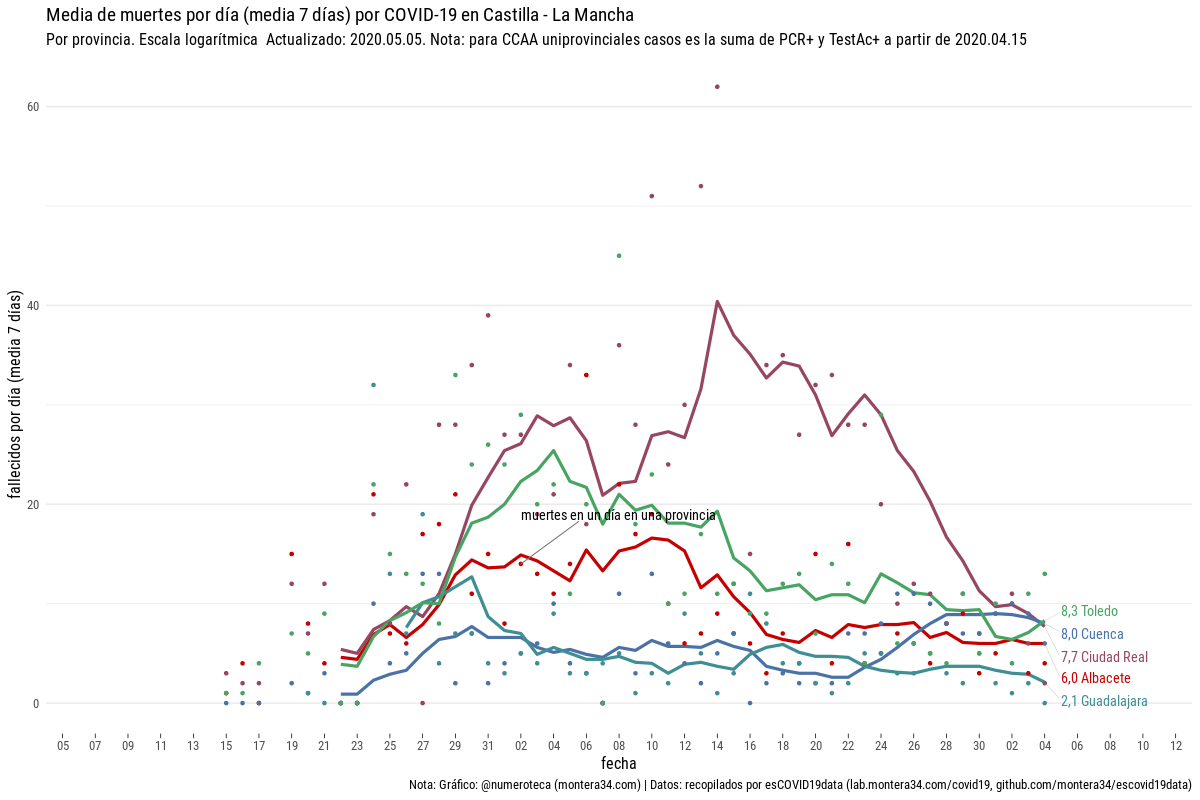 Media de muertes por día (media 7 días) por COVID-19 en Castilla - La Mancha
Por provincia. Escala logarítmica  Actualizado: 2020.05.05. Nota: para CCAA uniprovinciales casos es la suma de PCR+ y TestAc+ a partir de 2020.04.15
60
40
20
0
fallecidos por día (media 7 días)
muertes en un día en una provincia
8,3 Toledo
8,0 Cuenca
7,7 Ciudad Real
6,0 Albacete
2,1 Guadalajara
05 07 09 11 13 15 17 19 21 23 25 27 29 31 02 04 06 08 10 12 14 16 18 20 22 24 26 28 30 02 04 06 08 10 12
fecha
Nota: Gráfico: @numeroteca (montera34.com) | Datos: recopilados por esCOVID19data (lab.montera34.com/covid19, github.com/montera34/escovid19data)